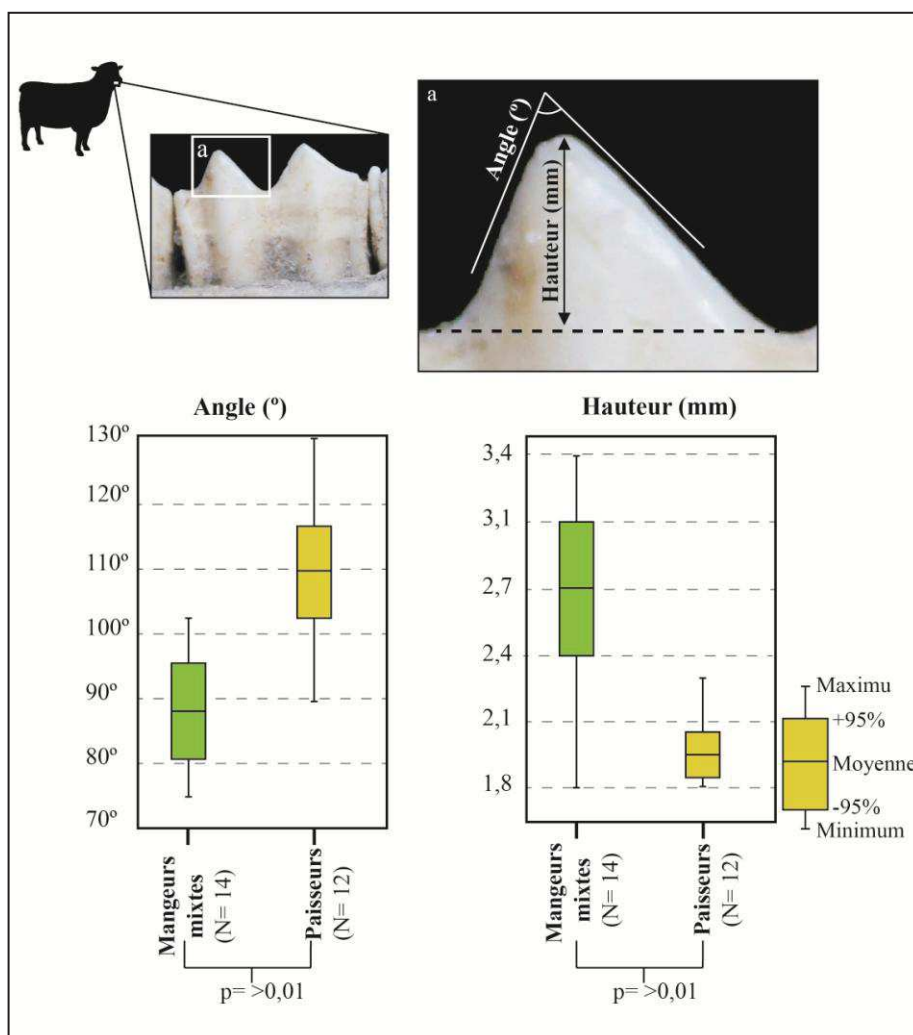 a
a
Angle (º)
Hauteur (mm)
Angle (º)
130º
120º
110º
100º
90º
80º
70º
Mangeurs
mixtes
(N= 14)
Paisseurs
(N= 12)
p= >0,01
Hauteur (mm)
3,4
3,1
2,7
2,4
2,1
1,8
Mangeurs
mixtes
(N= 14)
Paisseurs
(N= 12)
p= >0,01
Maximu
+95%
Moyenne
-95%
Minimum